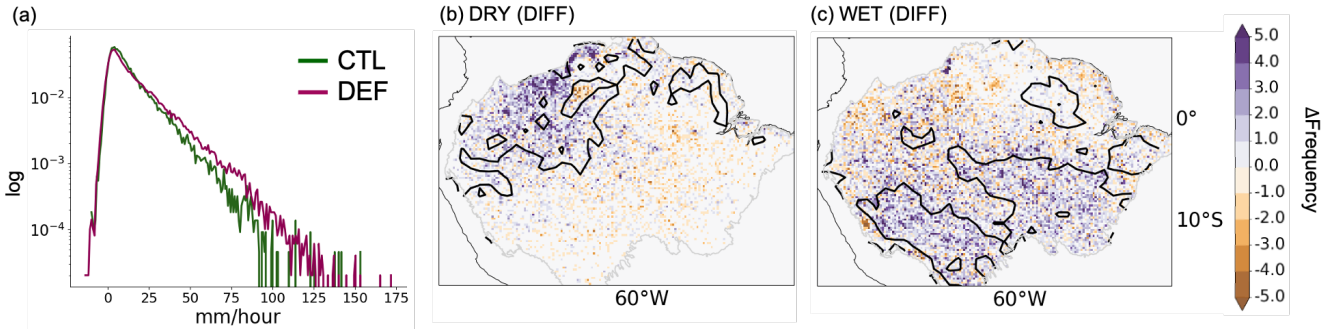 (a)
CTL
DEF
log
10⁻²
10⁻³
10⁻⁴
0 25 50 75 100 125 150 175
mm/hour
(b) DRY (DIFF)
60°W
(c) WET (DIFF)
0°
10°S
60°W
5.0
4.0
3.0
2.0
1.0
0.0
-1.0
-2.0
-3.0
-4.0
-5.0
ΔFrequency